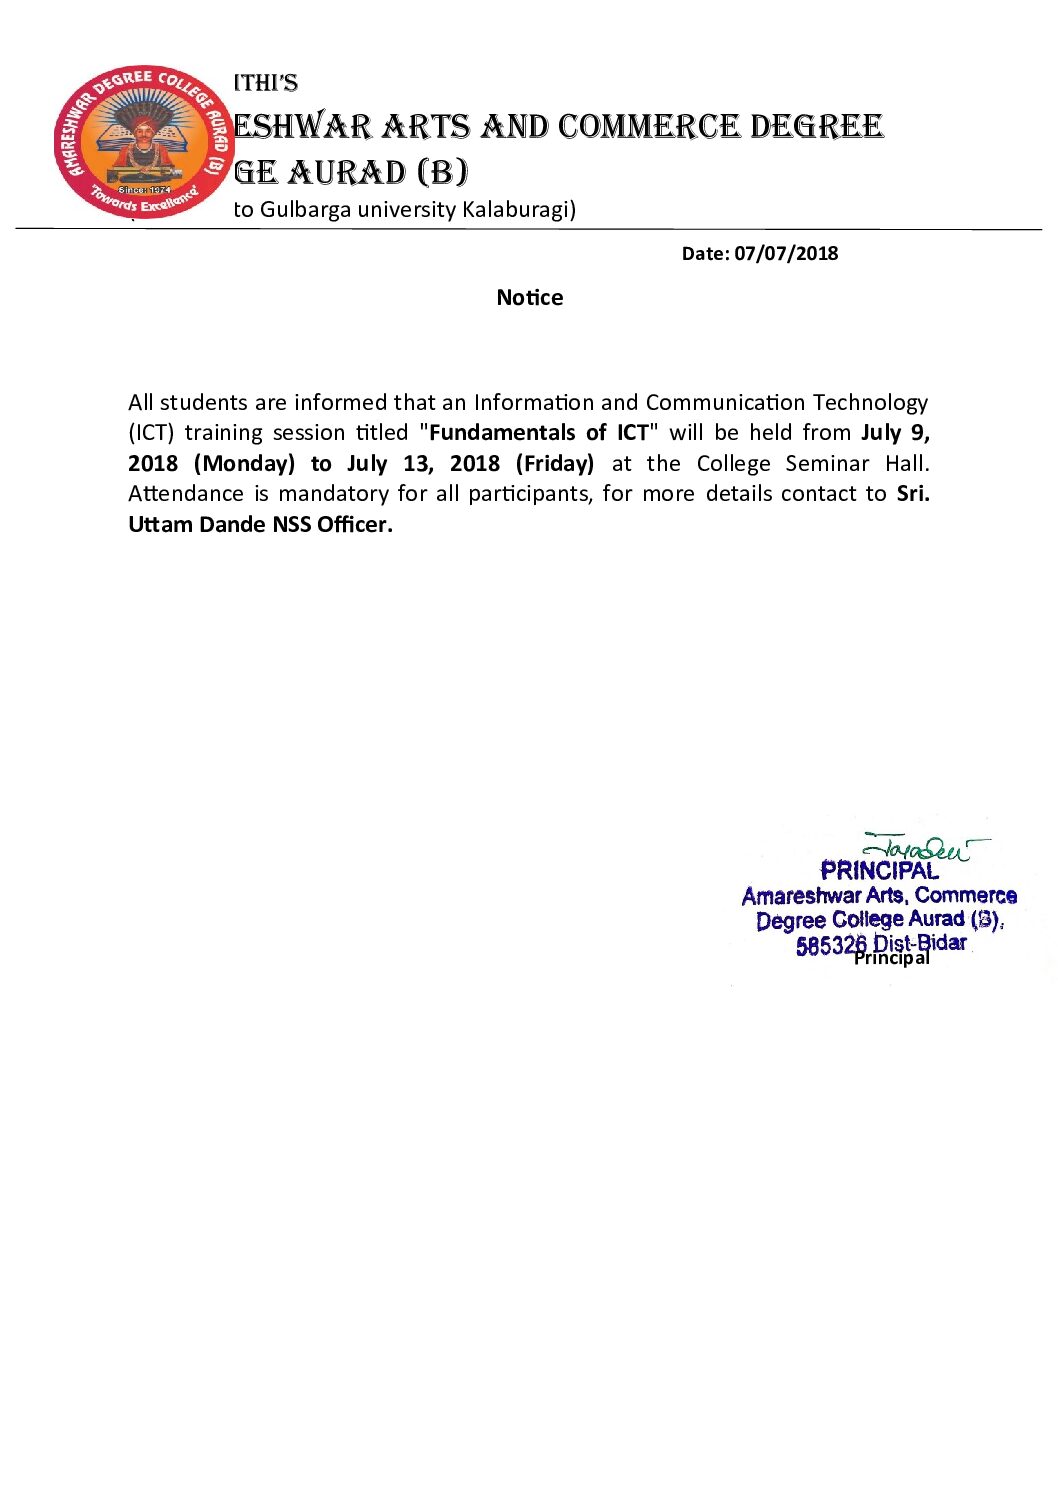 AMARESHWAR DEGREE COLLEGE AURAD (B)
Since 1974
'Towards Excellence'
ITHI'S
ESHWAR ARTS AND COMMERCE DEGREE
GE AURAD (B)
to Gulbarga university Kalaburagi)
Date: 07/07/2018
Notice
All students are informed that an Information and Communication Technology
(ICT) training session titled "Fundamentals of ICT" will be held from July 9,
2018 (Monday) to July 13, 2018 (Friday) at the College Seminar Hall.
Attendance is mandatory for all participants, for more details contact to Sri.
Uttam Dande NSS Officer.
PRINCIPAL
Amareshwar Arts, Commerce
Degree College Aurad (B),
585326 Dist-Bidar
Principal